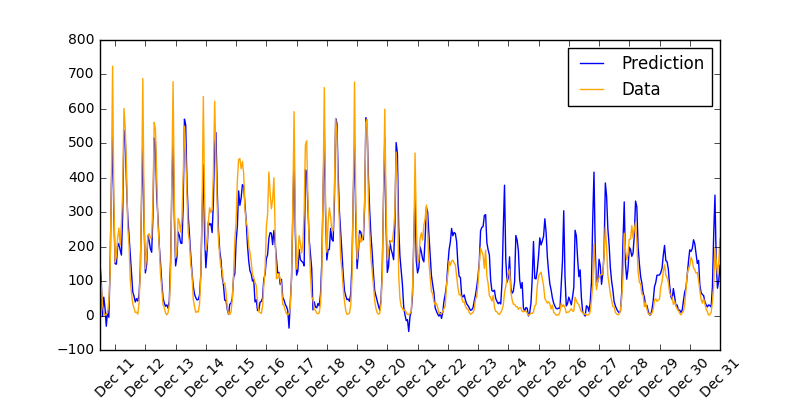 800
700
600
500
400
300
200
100
0
−100
Prediction
Data
Dec 11
Dec 12
Dec 13
Dec 14
Dec 15
Dec 16
Dec 17
Dec 18
Dec 19
Dec 20
Dec 21
Dec 22
Dec 23
Dec 24
Dec 25
Dec 26
Dec 27
Dec 28
Dec 29
Dec 30
Dec 31